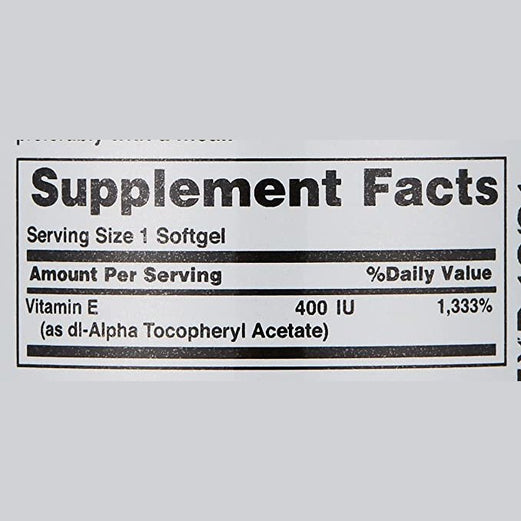 Supplement Facts
Serving Size 1 Softgel
Amount Per Serving %Daily Value
Vitamin E 400 IU 1,333%
(as dl-Alpha Tocopheryl Acetate)